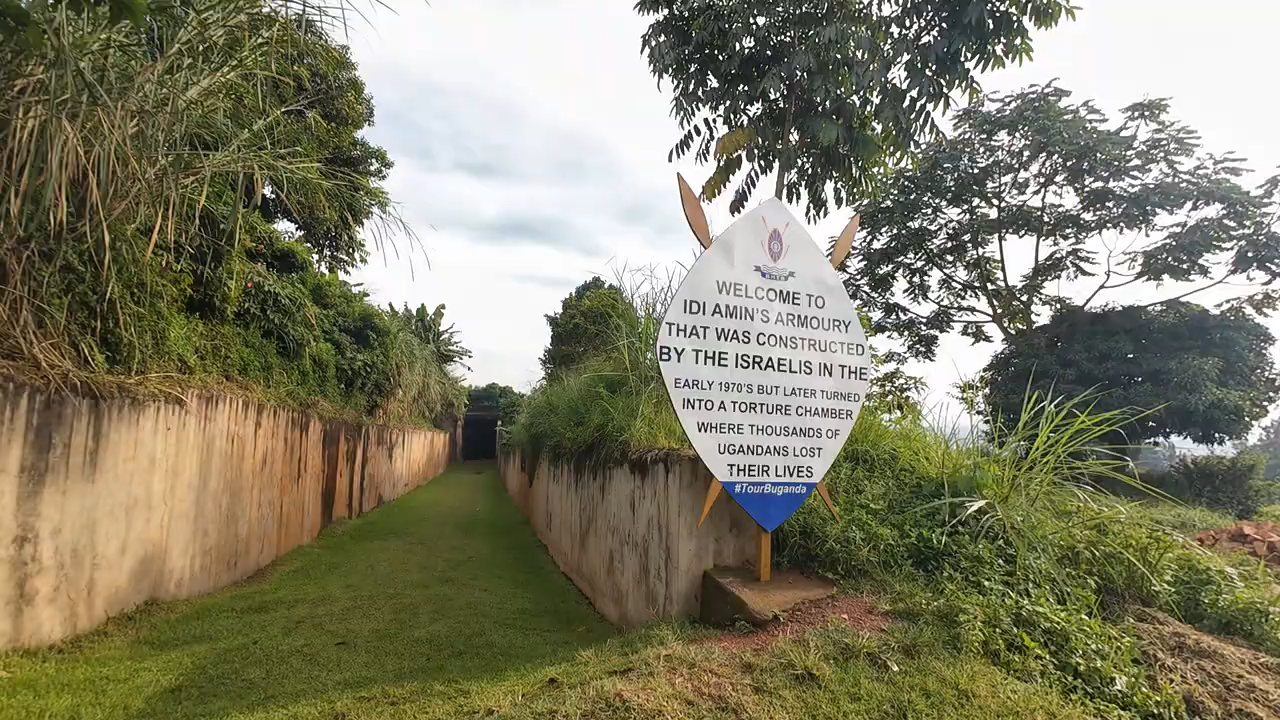 BHTB
WELCOME TO
IDI AMIN'S ARMOURY
THAT WAS CONSTRUCTED
BY THE ISRAELIS IN THE
EARLY 1970'S BUT LATER TURNED
INTO A TORTURE CHAMBER
WHERE THOUSANDS OF
UGANDANS LOST
THEIR LIVES
#TourBuganda